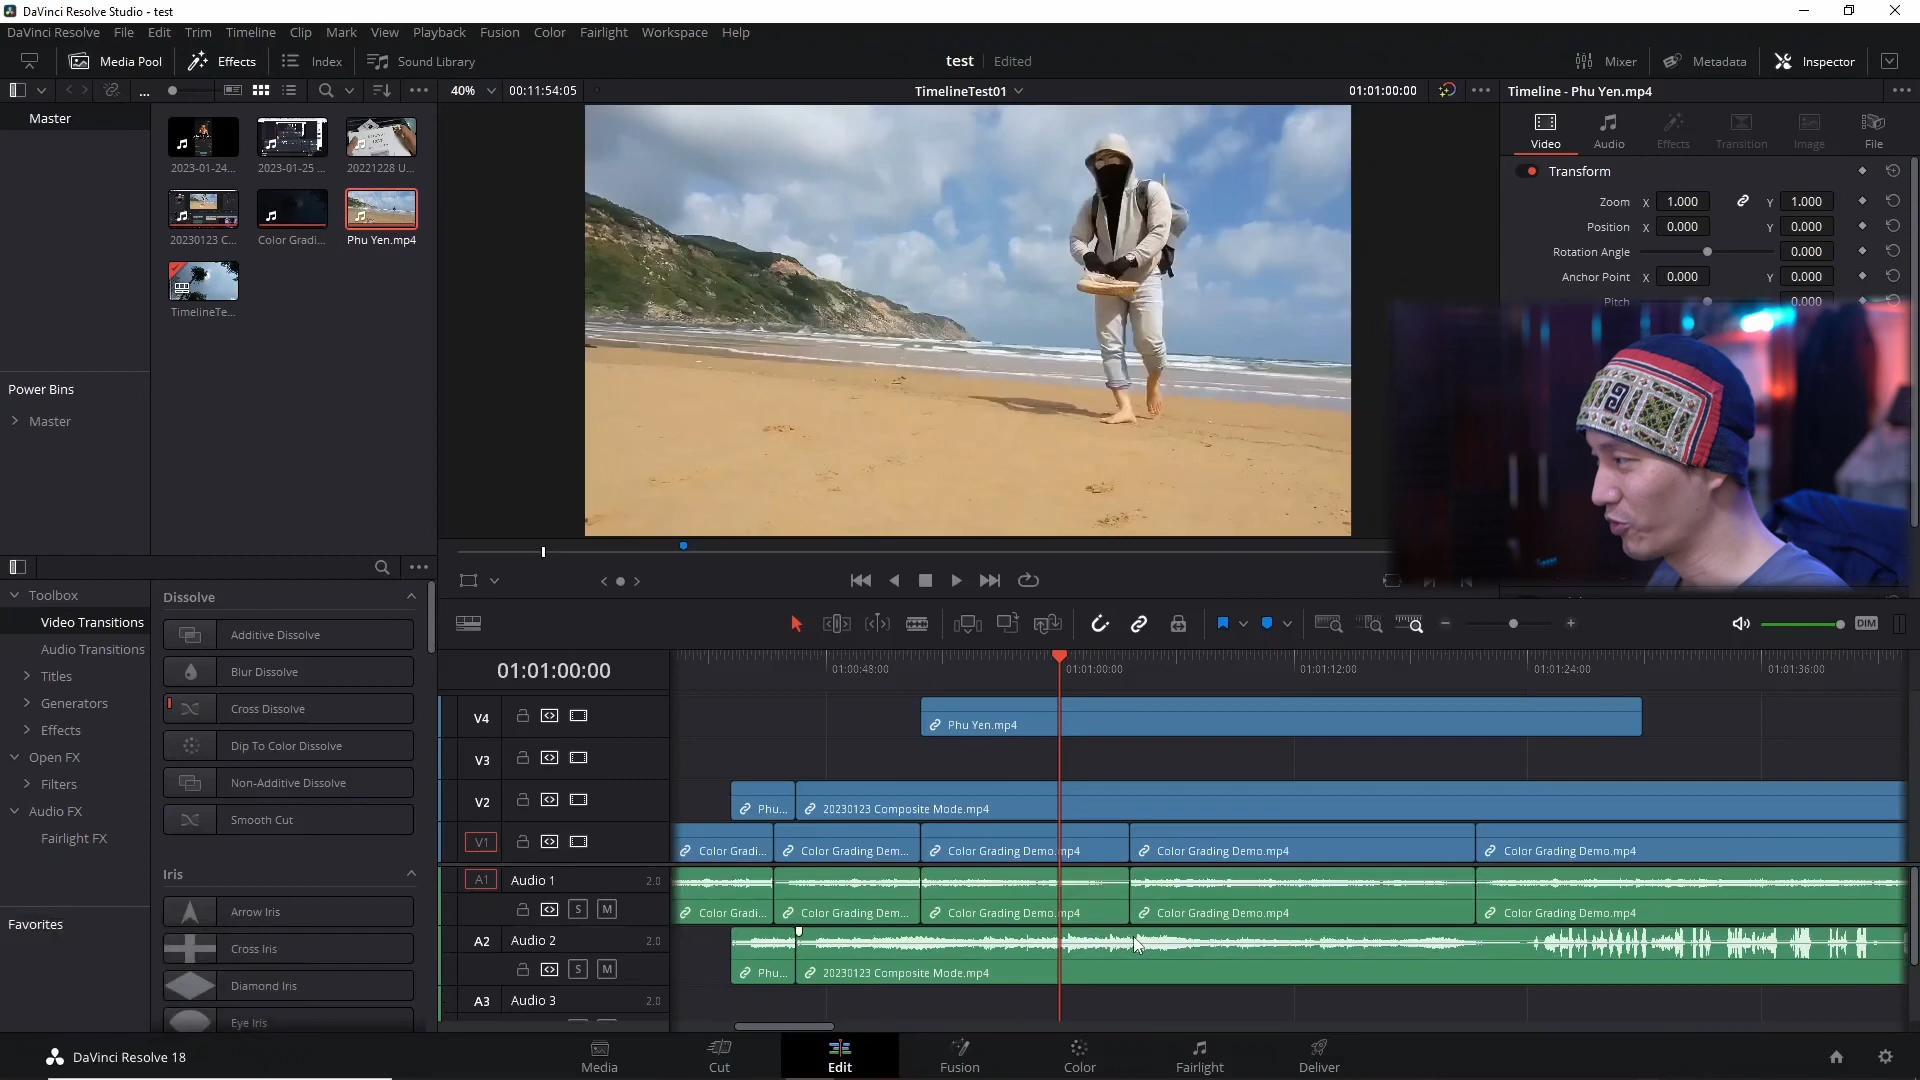 DaVinci Resolve Studio - test
DaVinci Resolve File Edit Trim Timeline Clip Mark View Playback Fusion Color Fairlight Workspace Help
Media Pool Effects Index Sound Library test Edited Mixer Metadata Inspector
... 40% 00:11:54:05 TimelineTest01 01:01:00:00 Timeline - Phu Yen.mp4
Master
2023-01-24... 2023-01-25 ... 20221228 U...
20230123 C... Color Gradi... Phu Yen.mp4
TimelineTe...
Video Audio Effects Transition Image File
Transform
Zoom X 1.000 Y 1.000
Position X 0.000 Y 0.000
Rotation Angle 0.000
Anchor Point X 0.000 Y 0.000
Pitch 0.000
Power Bins
Master
Toolbox
Video Transitions
Audio Transitions
Titles
Generators
Effects
Open FX
Filters
Audio FX
Fairlight FX
Favorites
Dissolve
Additive Dissolve
Blur Dissolve
Cross Dissolve
Dip To Color Dissolve
Non-Additive Dissolve
Smooth Cut
Iris
Arrow Iris
Cross Iris
Diamond Iris
Eye Iris
DIM
01:01:00:00 01:00:48:00 01:01:00:00 01:01:12:00 01:01:24:00 01:01:36:00
V4 Phu Yen.mp4
V3
V2 Phu... 20230123 Composite Mode.mp4
V1 Color Gradi... Color Grading Dem... Color Grading Demo.mp4 Color Grading Demo.mp4 Color Grading Demo.mp4
A1 Audio 1 2.0
S M Color Gradi... Color Grading Dem... Color Grading Demo.mp4 Color Grading Demo.mp4 Color Grading Demo.mp4
A2 Audio 2 2.0
S M Phu... 20230123 Composite Mode.mp4
A3 Audio 3 2.0
DaVinci Resolve 18 Media Cut Edit Fusion Color Fairlight Deliver